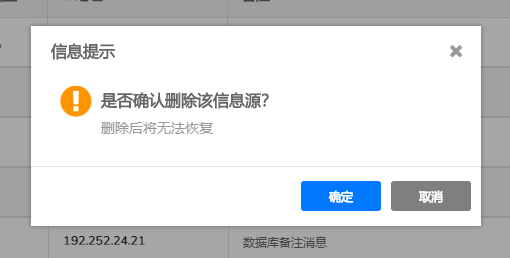 信息提示
是否确认删除该信息源？
删除后将无法恢复
确定 取消
192.252.24.21 数据库备注消息